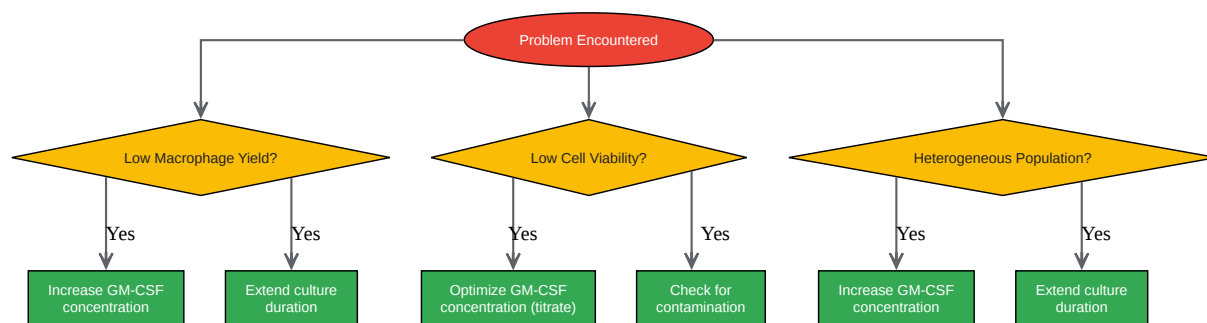 Problem Encountered
Low Macrophage Yield?
Low Cell Viability?
Heterogeneous Population?
Yes
Yes
Yes
Yes
Yes
Yes
Increase GM-CSF
concentration
Extend culture
duration
Optimize GM-CSF
concentration (titrate)
Check for
contamination
Increase GM-CSF
concentration
Extend culture
duration